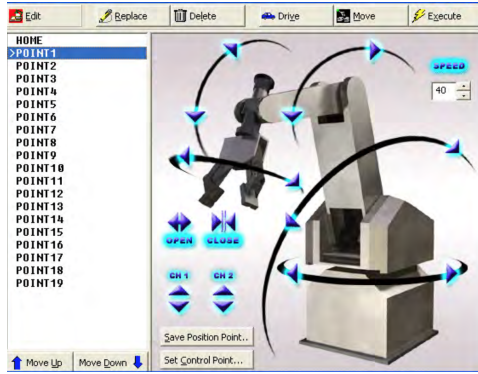 Edit Replace Delete Drive Move Execute
HOME
>POINT1
POINT2
POINT3
POINT4
POINT5
POINT6
POINT7
POINT8
POINT9
POINT10
POINT11
POINT12
POINT13
POINT14
POINT15
POINT16
POINT17
POINT18
POINT19
Move Up Move Down
SPEED
40
OPEN CLOSE
CH 1 CH 2
Save Position Point..
Set Control Point...